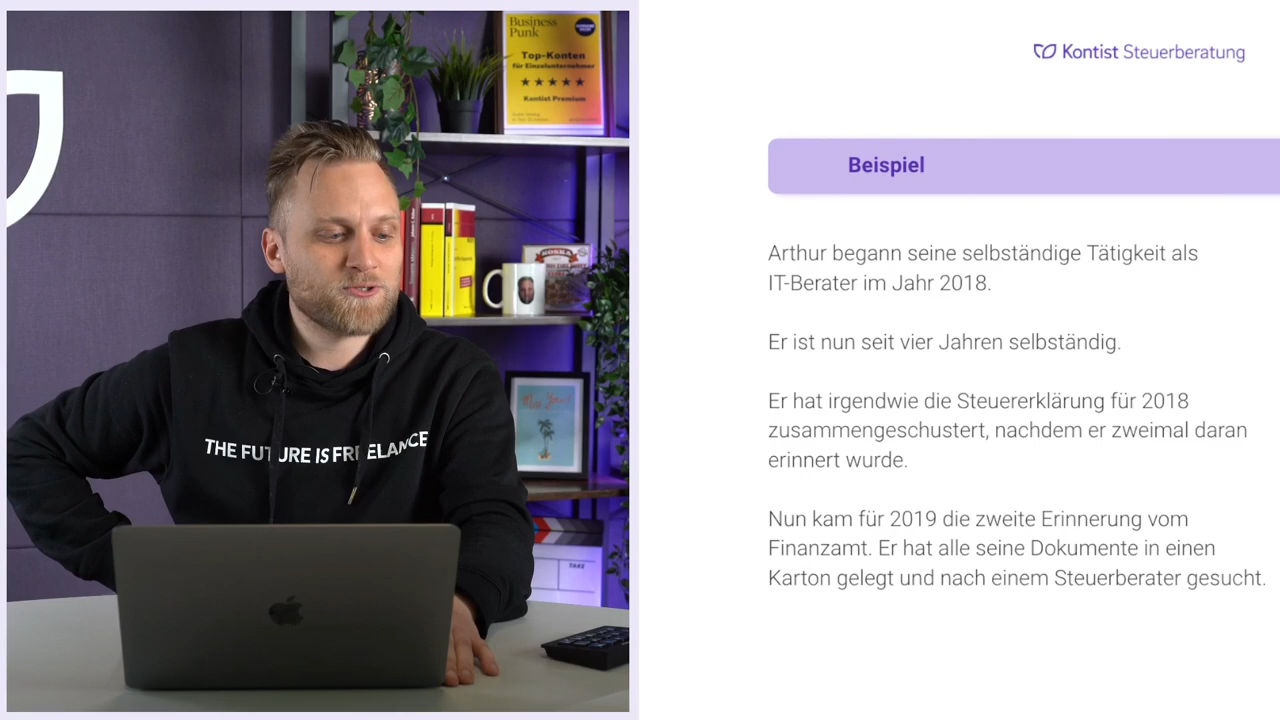 Business
Punk
Top-Konten
für Einzelunternehmer
Kontist Premium
THE FUTURE IS FREELANCE
TAKE
Kontist Steuerberatung
Beispiel
Arthur begann seine selbständige Tätigkeit als
IT-Berater im Jahr 2018.
Er ist nun seit vier Jahren selbständig.
Er hat irgendwie die Steuererklärung für 2018
zusammengeschustert, nachdem er zweimal daran
erinnert wurde.
Nun kam für 2019 die zweite Erinnerung vom
Finanzamt. Er hat alle seine Dokumente in einen
Karton gelegt und nach einem Steuerberater gesucht.